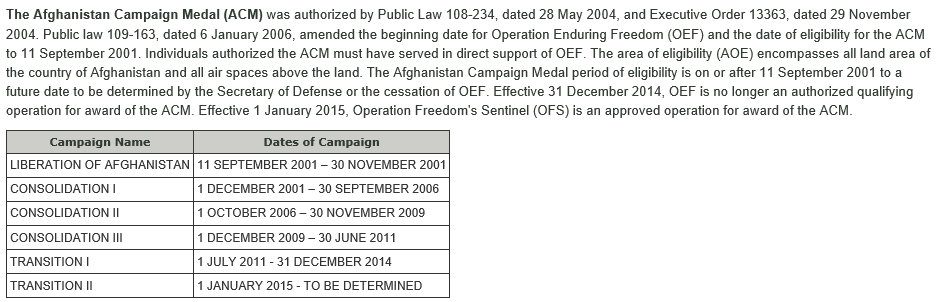 The Afghanistan Campaign Medal (ACM) was authorized by Public Law 108-234, dated 28 May 2004, and Executive Order 13363, dated 29 November
2004. Public law 109-163, dated 6 January 2006, amended the beginning date for Operation Enduring Freedom (OEF) and the date of eligibility for the ACM
to 11 September 2001. Individuals authorized the ACM must have served in direct support of OEF. The area of eligibility (AOE) encompasses all land area of
the country of Afghanistan and all air spaces above the land. The Afghanistan Campaign Medal period of eligibility is on or after 11 September 2001 to a
future date to be determined by the Secretary of Defense or the cessation of OEF. Effective 31 December 2014, OEF is no longer an authorized qualifying
operation for award of the ACM. Effective 1 January 2015, Operation Freedom's Sentinel (OFS) is an approved operation for award of the ACM.
Campaign Name Dates of Campaign
LIBERATION OF AFGHANISTAN 11 SEPTEMBER 2001 – 30 NOVEMBER 2001
CONSOLIDATION I 1 DECEMBER 2001 – 30 SEPTEMBER 2006
CONSOLIDATION II 1 OCTOBER 2006 – 30 NOVEMBER 2009
CONSOLIDATION III 1 DECEMBER 2009 – 30 JUNE 2011
TRANSITION I 1 JULY 2011 - 31 DECEMBER 2014
TRANSITION II 1 JANUARY 2015 - TO BE DETERMINED